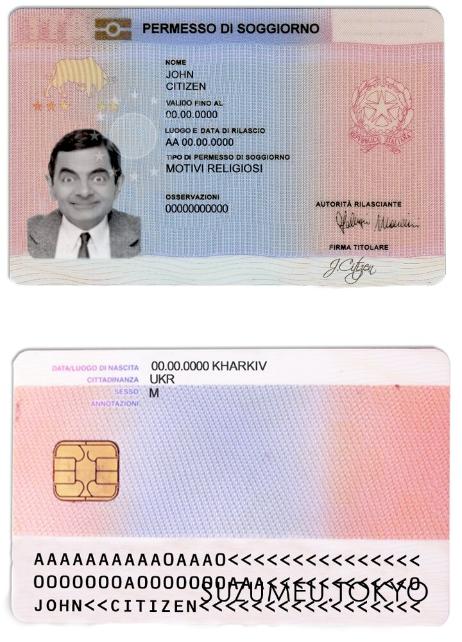 ITA
PERMESSO DI SOGGIORNO
NOME
JOHN
CITIZEN
VALIDO FINO AL
00.00.0000
LUOGO E DATA DI RILASCIO
AA 00.00.0000
TIPO DI PERMESSO DI SOGGIORNO
MOTIVI RELIGIOSI
OSSERVAZIONI
00000000000
REPVBBLICA ITALIANA
AUTORITÀ RILASCIANTE
FIRMA TITOLARE
J.Citizen
DATA/LUOGO DI NASCITA 00.00.0000 KHARKIV
CITTADINANZA UKR
SESSO M
ANNOTAZIONI
AAAAAAAAAA0AAA0<<<<<<<<<<<<<<<
0000000A0000000AAA<<<<<<<<<<<0
SUZUMEU.TOKYO
JOHN<<CITIZEN<<<<<<<<<<<<<<<<<